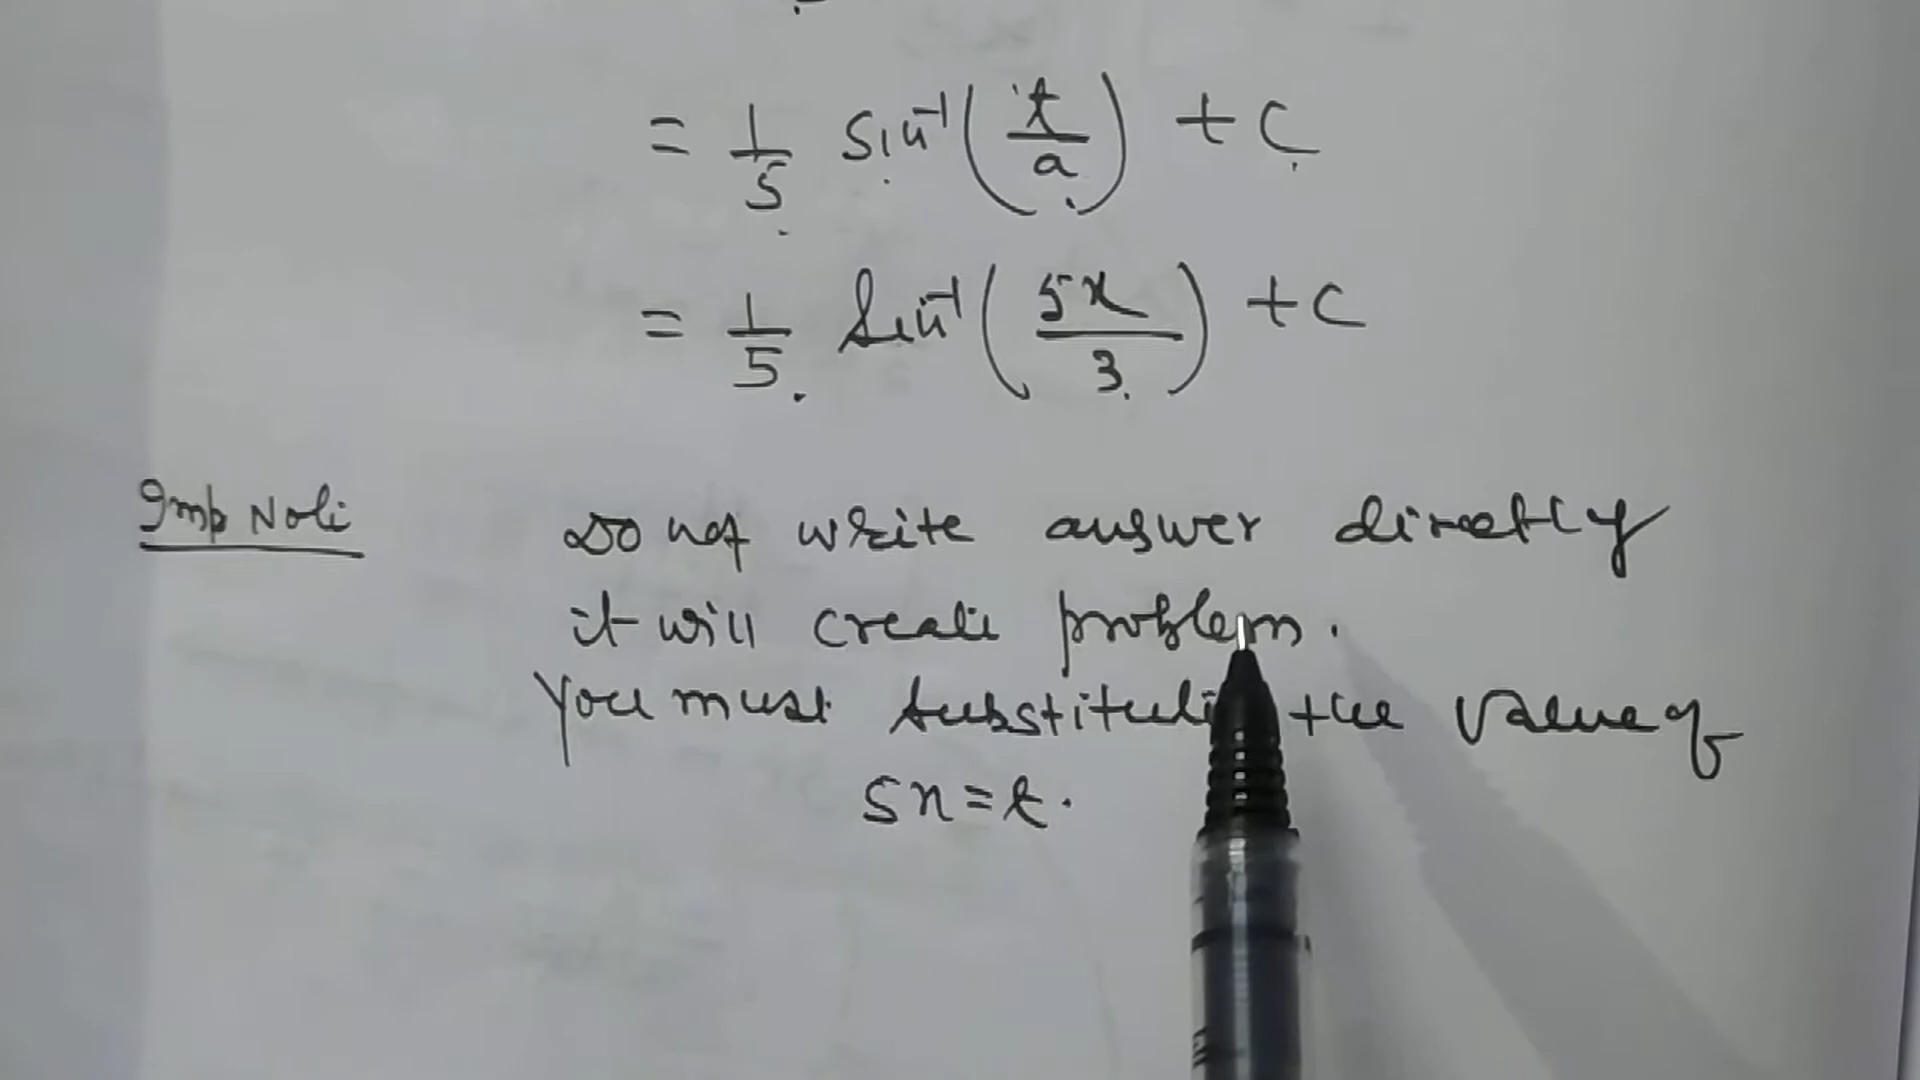 = 1/5 sin⁻¹(t/a) + c
= 1/5 sin⁻¹(5x/3) + c
Imp Note Do not write answer directly
it will create problem.
You must substitute the value of
5x = t.